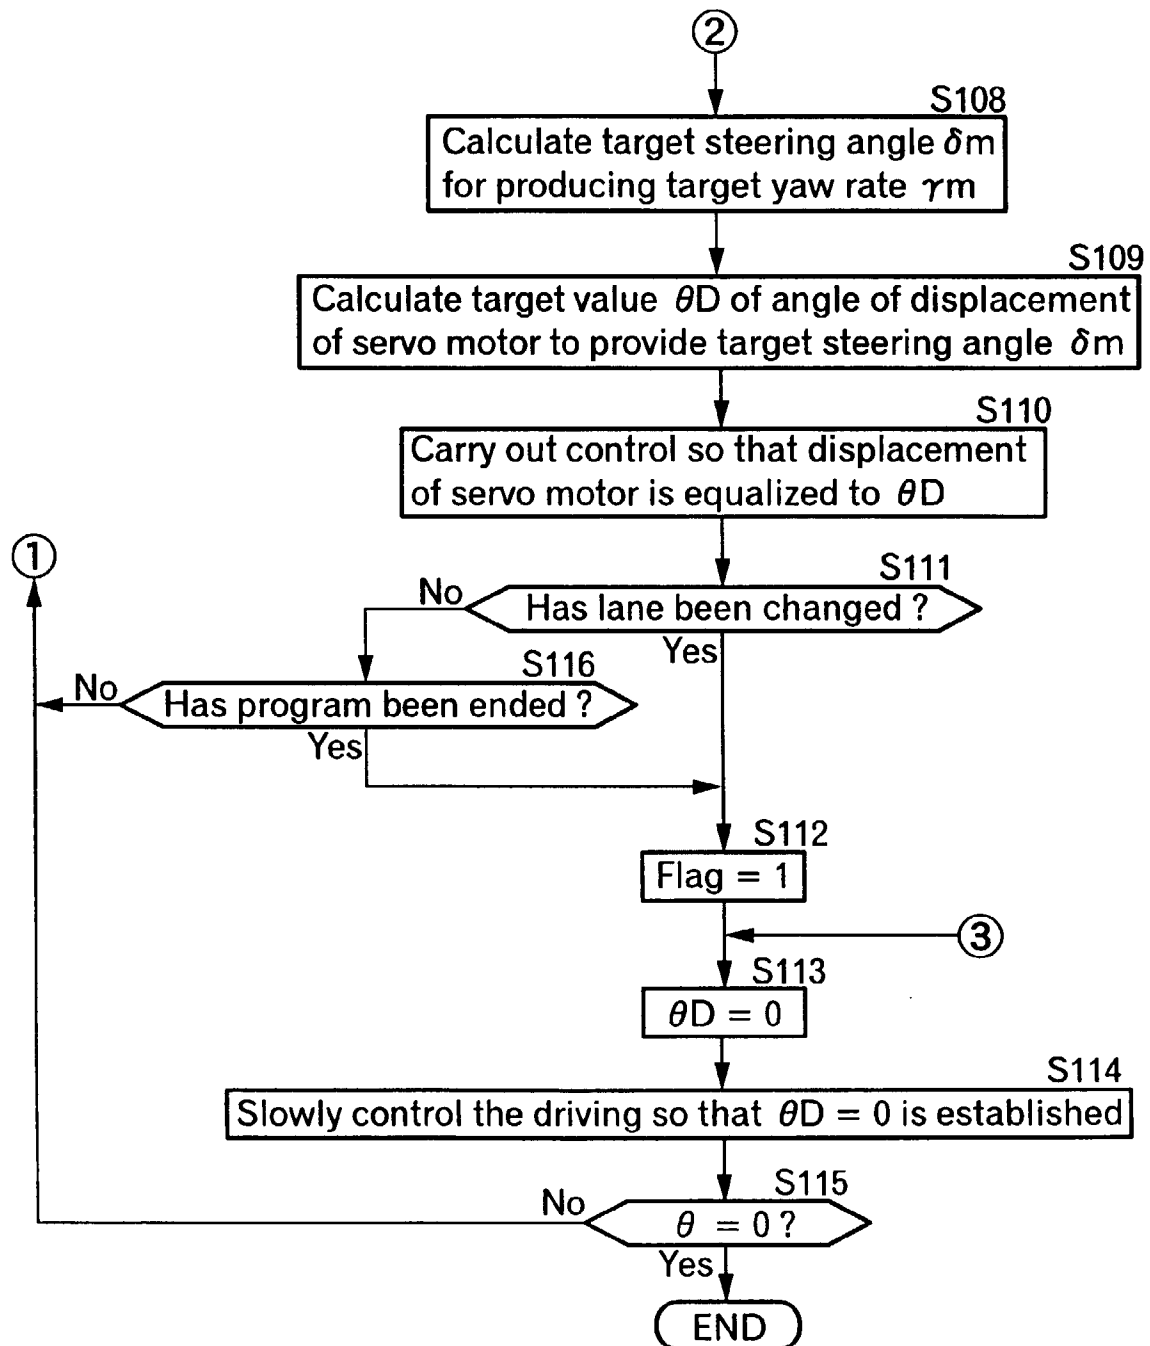 ②
S108
Calculate target steering angle δm
for producing target yaw rate γm
S109
Calculate target value θD of angle of displacement
of servo motor to provide target steering angle δm
S110
Carry out control so that displacement
of servo motor is equalized to θD
①
S111
No
Has lane been changed ?
Yes
S116
No
Has program been ended ?
Yes
S112
Flag = 1
③
S113
θD = 0
S114
Slowly control the driving so that θD = 0 is established
S115
No
θ = 0 ?
Yes
END